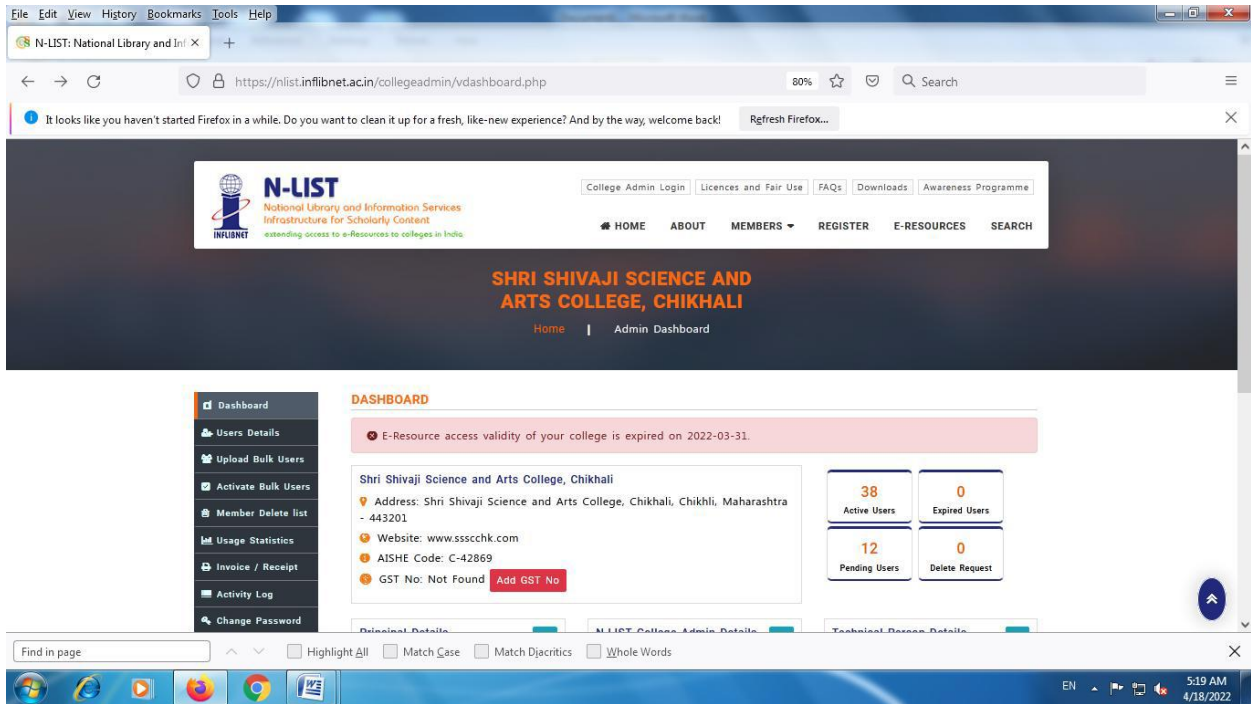 File Edit View History Bookmarks Tools Help
N-LIST: National Library and Inf
https://nlist.inflibnet.ac.in/collegeadmin/vdashboard.php 80% Search
It looks like you haven't started Firefox in a while. Do you want to clean it up for a fresh, like-new experience? And by the way, welcome back! Refresh Firefox...
N-LIST
National Library and Information Services
Infrastructure for Scholarly Content
extending access to e-Resources to colleges in India
INFLIBNET
College Admin Login Licences and Fair Use FAQs Downloads Awareness Programme
HOME ABOUT MEMBERS REGISTER E-RESOURCES SEARCH
SHRI SHIVAJI SCIENCE AND
ARTS COLLEGE, CHIKHALI
Home | Admin Dashboard
Dashboard
Users Details
Upload Bulk Users
Activate Bulk Users
Member Delete list
Usage Statistics
Invoice / Receipt
Activity Log
Change Password
DASHBOARD
E-Resource access validity of your college is expired on 2022-03-31.
Shri Shivaji Science and Arts College, Chikhali
Address: Shri Shivaji Science and Arts College, Chikhali, Chikhli, Maharashtra
- 443201
Website: www.ssscchk.com
AISHE Code: C-42869
GST No: Not Found Add GST No
38
Active Users
0
Expired Users
12
Pending Users
0
Delete Request
Principal Details N-LIST College Admin Details Technical Person Details
Find in page Highlight All Match Case Match Diacritics Whole Words
EN 5:19 AM
4/18/2022